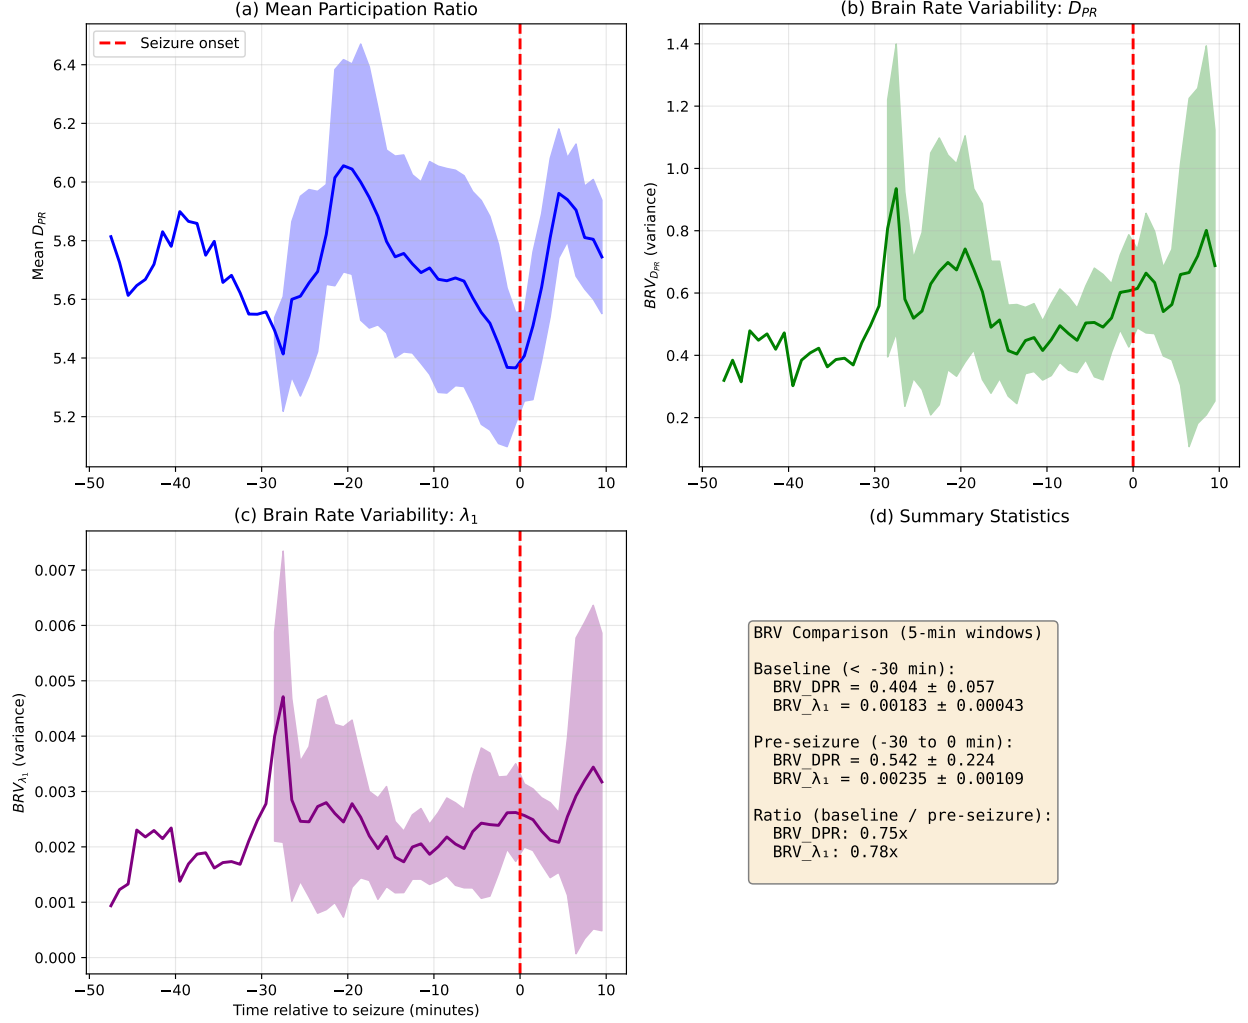 (a) Mean Participation Ratio
Seizure onset
Mean D_PR
6.4
6.2
6.0
5.8
5.6
5.4
5.2
−50
−40
−30
−20
−10
0
10
(b) Brain Rate Variability: D_PR
BRV_{D_PR} (variance)
1.4
1.2
1.0
0.8
0.6
0.4
0.2
−50
−40
−30
−20
−10
0
10
(c) Brain Rate Variability: λ₁
BRV_{λ₁} (variance)
0.007
0.006
0.005
0.004
0.003
0.002
0.001
0.000
−50
−40
−30
−20
−10
0
10
Time relative to seizure (minutes)
(d) Summary Statistics
BRV Comparison (5-min windows)
Baseline (< -30 min):
BRV_DPR = 0.404 ± 0.057
BRV_λ₁ = 0.00183 ± 0.00043
Pre-seizure (-30 to 0 min):
BRV_DPR = 0.542 ± 0.224
BRV_λ₁ = 0.00235 ± 0.00109
Ratio (baseline / pre-seizure):
BRV_DPR: 0.75x
BRV_λ₁: 0.78x